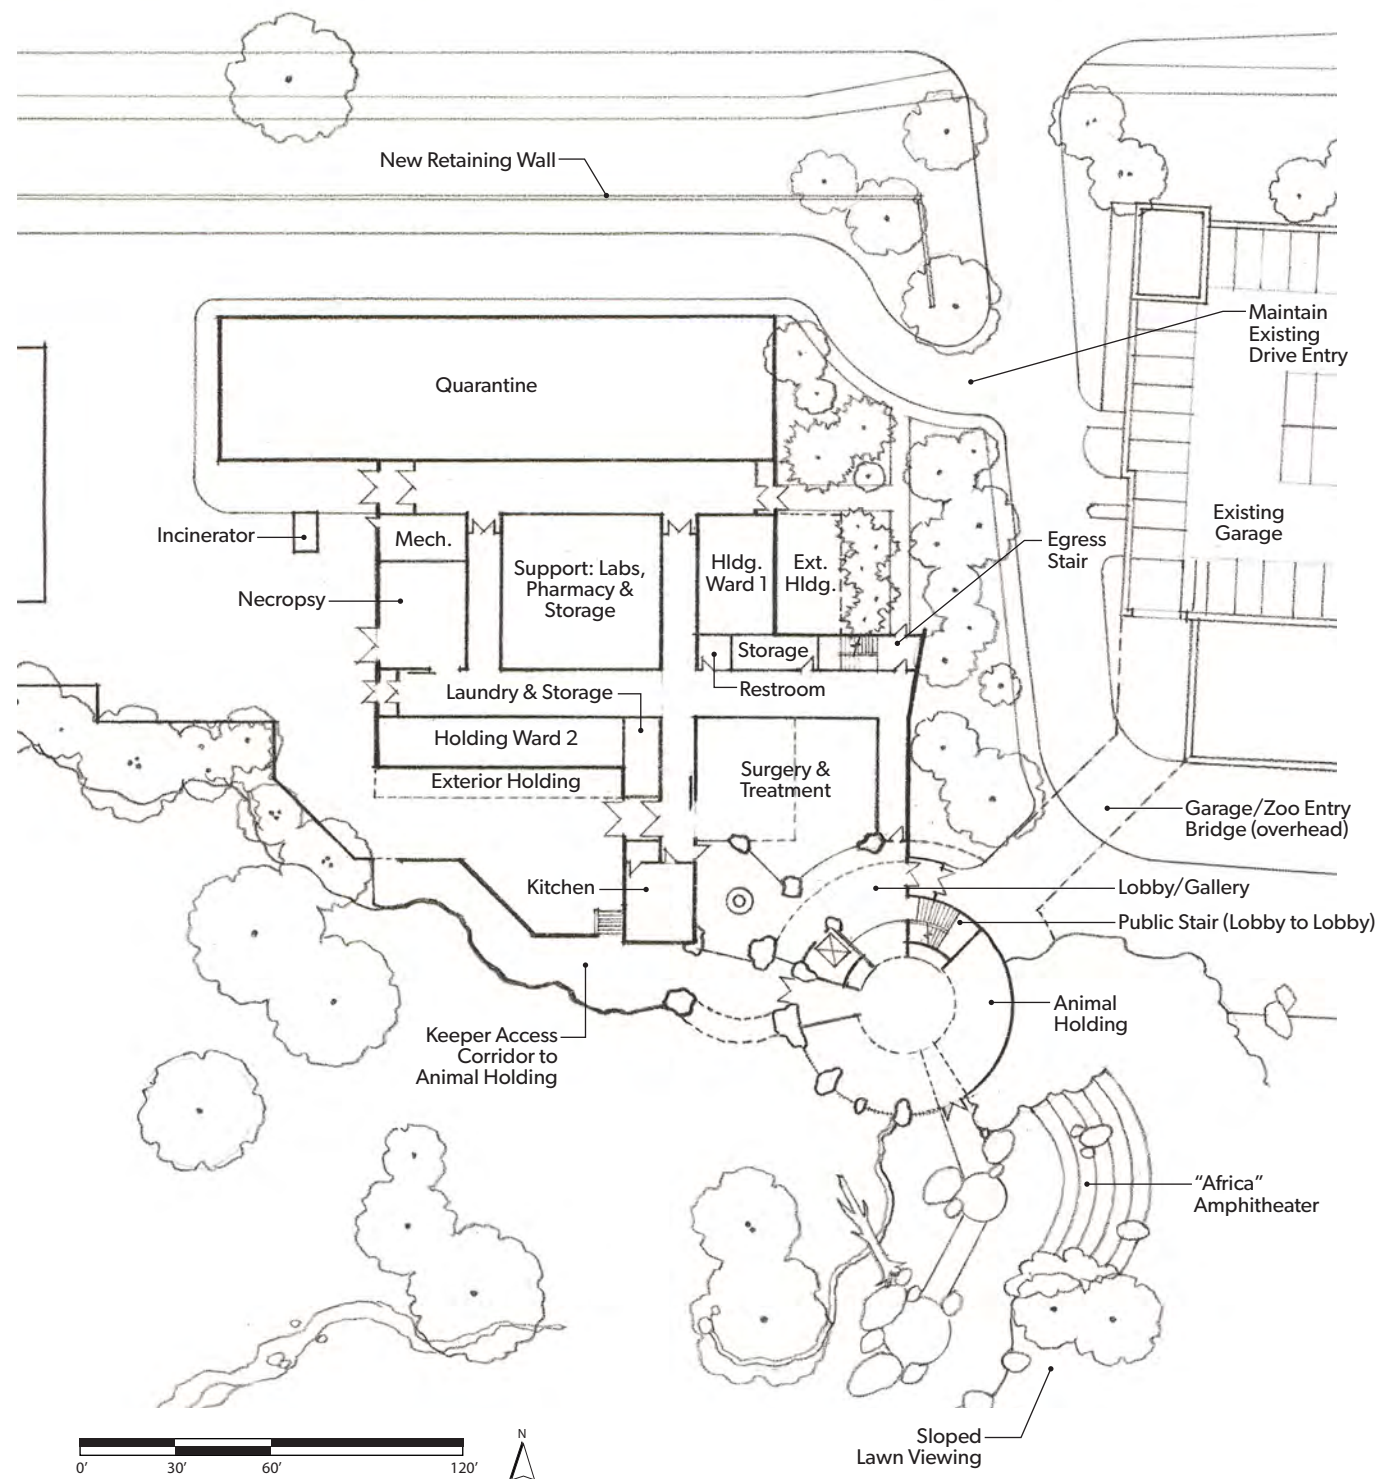 New Retaining Wall
Maintain
Existing
Drive Entry
Quarantine
Incinerator
Mech.
Existing
Garage
Egress
Stair
Support: Labs,
Pharmacy &
Storage
Hldg.
Ward 1
Ext.
Hldg.
Necropsy
Storage
Restroom
Laundry & Storage
Holding Ward 2
Exterior Holding
Surgery &
Treatment
Garage/Zoo Entry
Bridge (overhead)
Kitchen
Lobby/Gallery
Public Stair (Lobby to Lobby)
Animal
Holding
Keeper Access
Corridor to
Animal Holding
“Africa”
Amphitheater
Sloped
Lawn Viewing
N
0' 30' 60' 120'